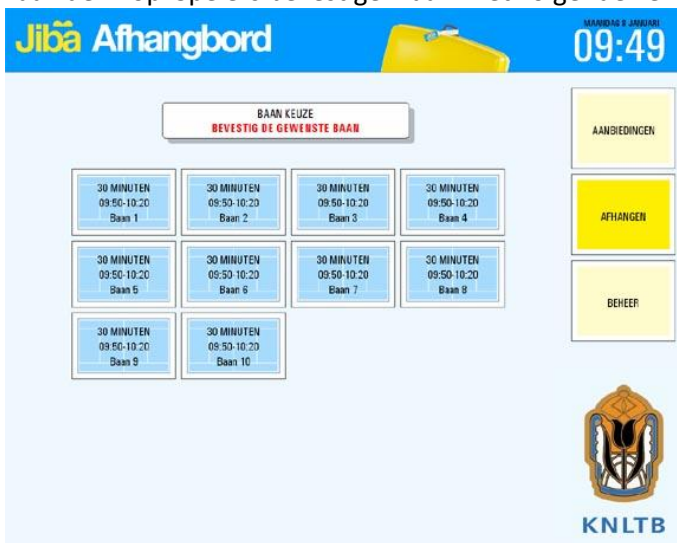 Jiba Afhangbord
MAANDAG 8 JANUARI
09:49
BAAN KEUZE
BEVESTIG DE GEWENSTE BAAN
AANBIEDINGEN
30 MINUTEN
09:50-10:20
Baan 1
30 MINUTEN
09:50-10:20
Baan 2
30 MINUTEN
09:50-10:20
Baan 3
30 MINUTEN
09:50-10:20
Baan 4
AFHANGEN
30 MINUTEN
09:50-10:20
Baan 5
30 MINUTEN
09:50-10:20
Baan 6
30 MINUTEN
09:50-10:20
Baan 7
30 MINUTEN
09:50-10:20
Baan 8
BEHEER
30 MINUTEN
09:50-10:20
Baan 9
30 MINUTEN
09:50-10:20
Baan 10
KNLTB